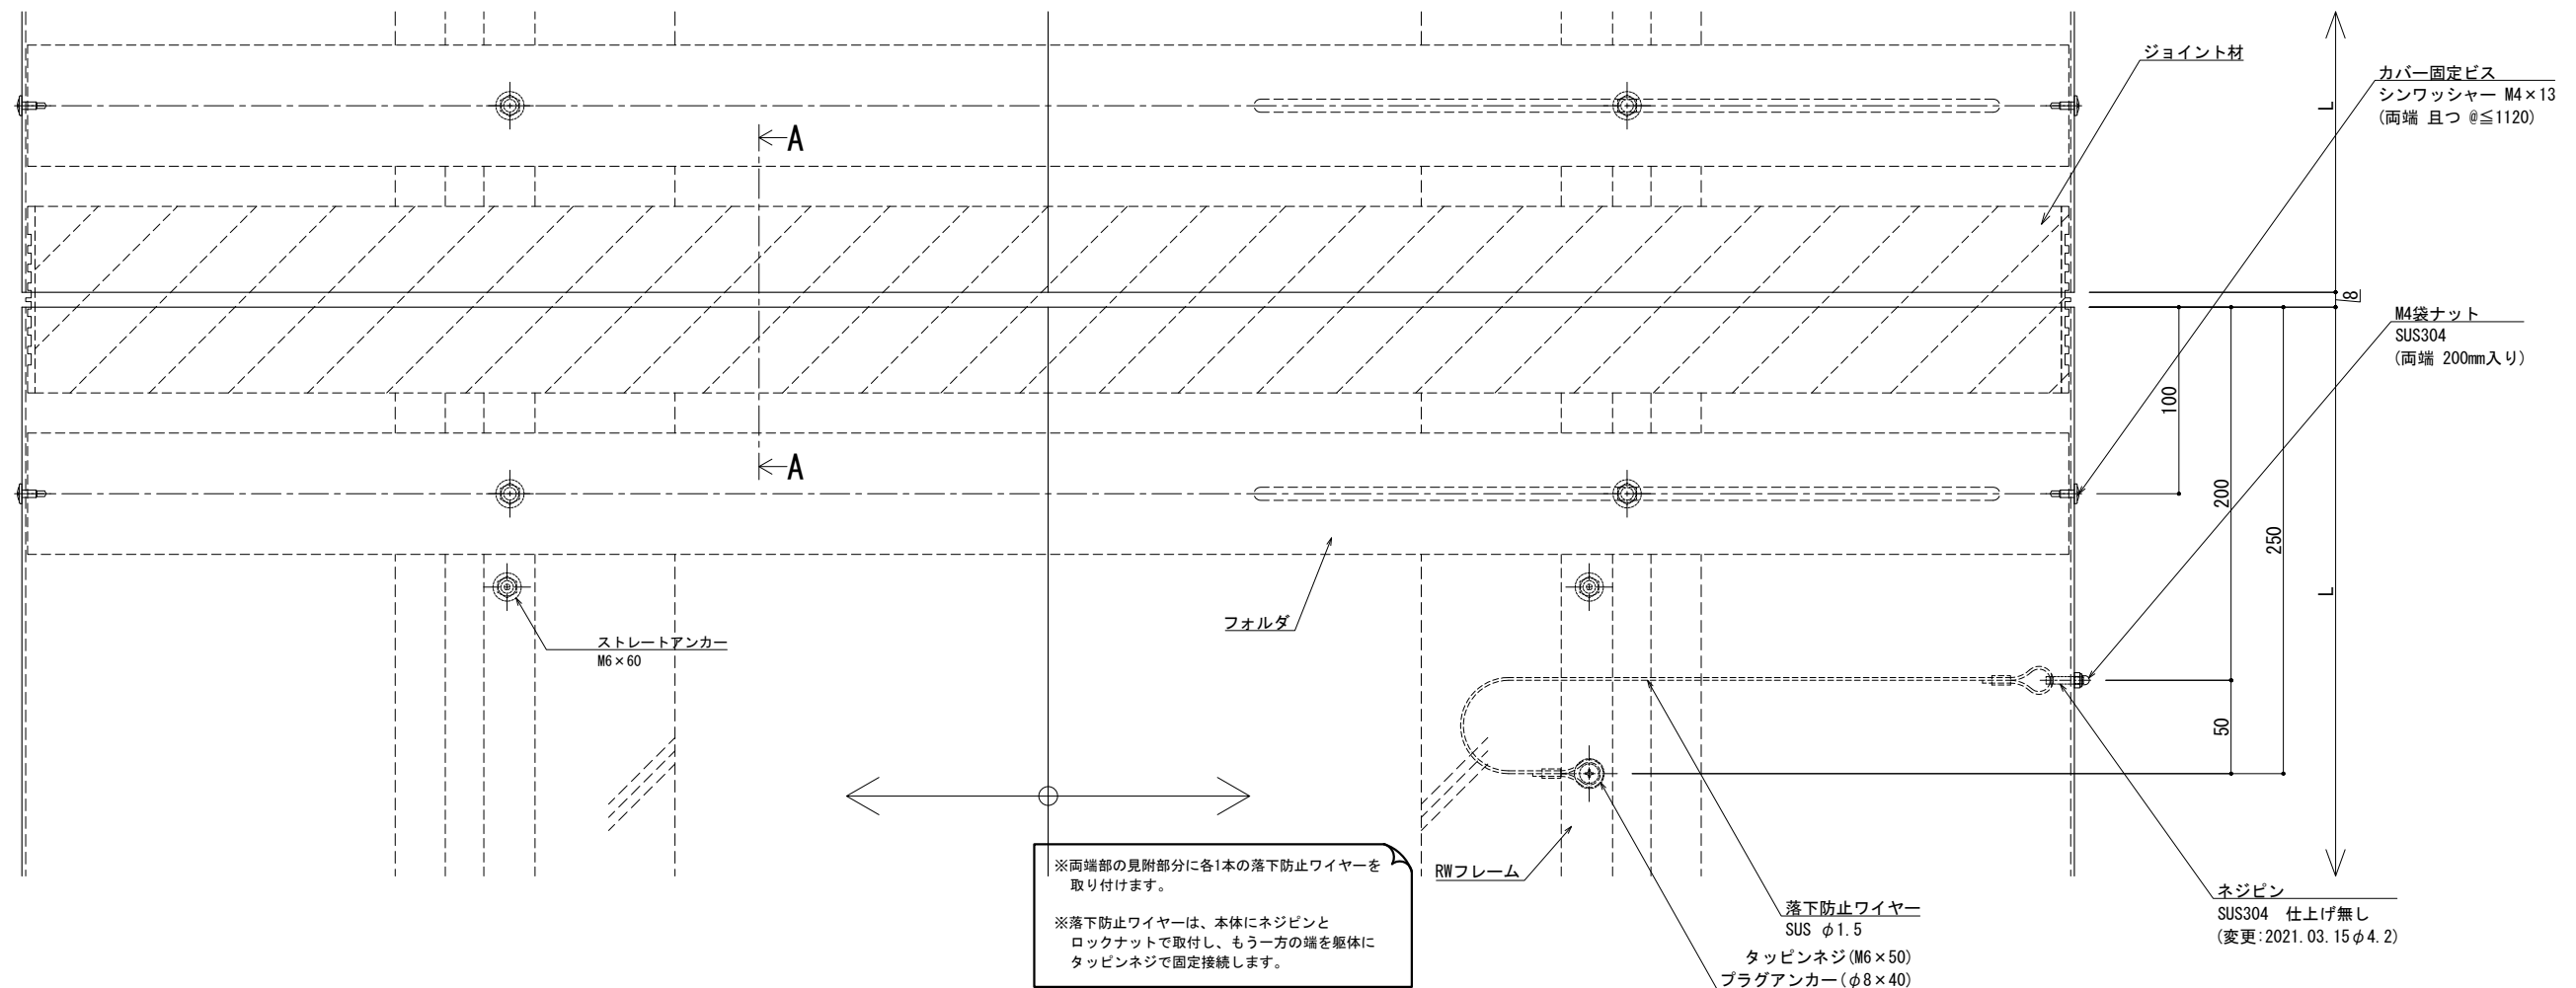 ジョイント材
カバー固定ビス
シンワッシャー M4×13
(両端 且つ @≦1120)
L
A
8
M4袋ナット
SUS304
(両端 200mm入り)
100
A
200
250
L
フォルダ
ストレートアンカー
M6×60
50
※両端部の見附部分に各1本の落下防止ワイヤーを
取り付けます。
※落下防止ワイヤーは、本体にネジピンと
ロックナットで取付し、もう一方の端を躯体に
タッピンネジで固定接続します。
RWフレーム
落下防止ワイヤー
SUS φ1.5
タッピンネジ(M6×50)
プラグアンカー(φ8×40)
ネジピン
SUS304 仕上げ無し
(変更:2021.03.15φ4.2)